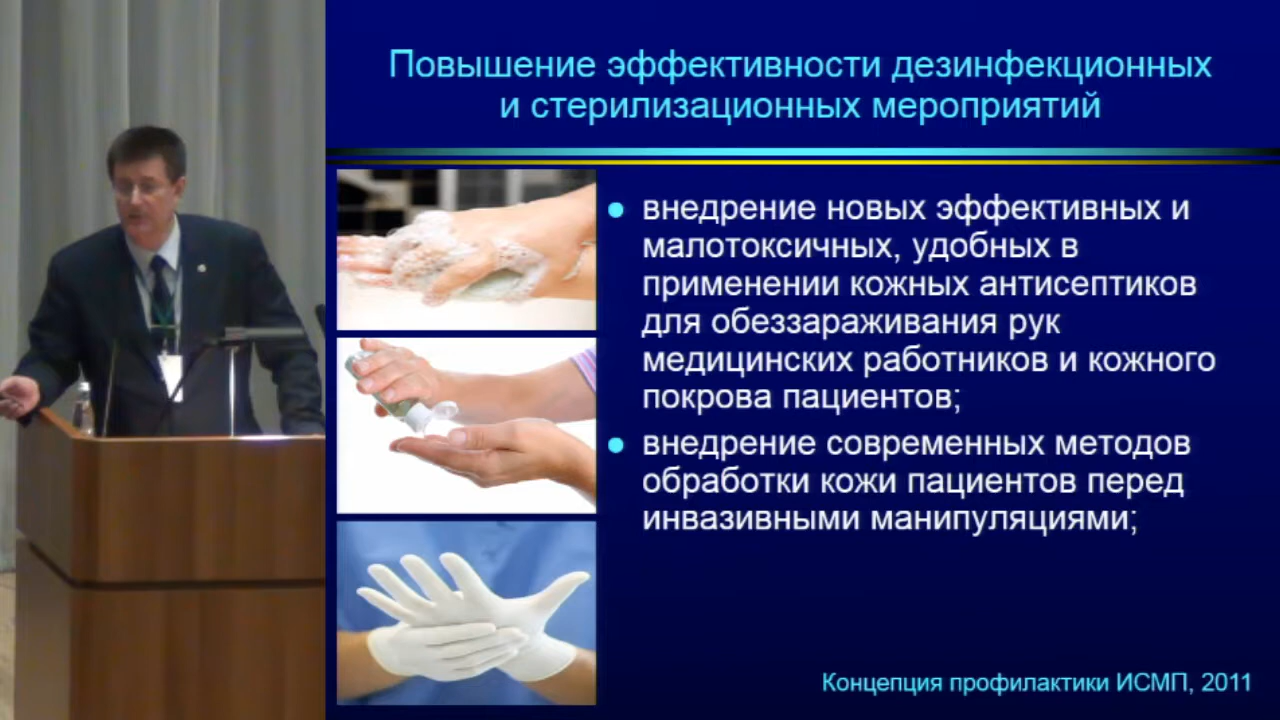 Повышение эффективности дезинфекционных
и стерилизационных мероприятий
внедрение новых эффективных и
малотоксичных, удобных в
применении кожных антисептиков
для обеззараживания рук
медицинских работников и кожного
покрова пациентов;
внедрение современных методов
обработки кожи пациентов перед
инвазивными манипуляциями;
Концепция профилактики ИСМП, 2011